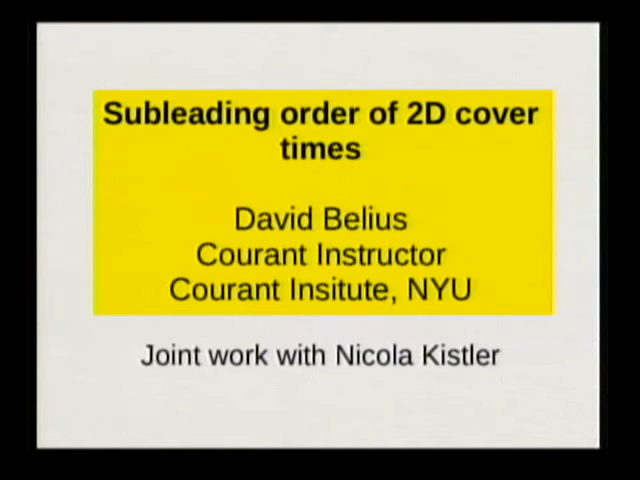 Subleading order of 2D cover
times
David Belius
Courant Instructor
Courant Insitute, NYU
Joint work with Nicola Kistler